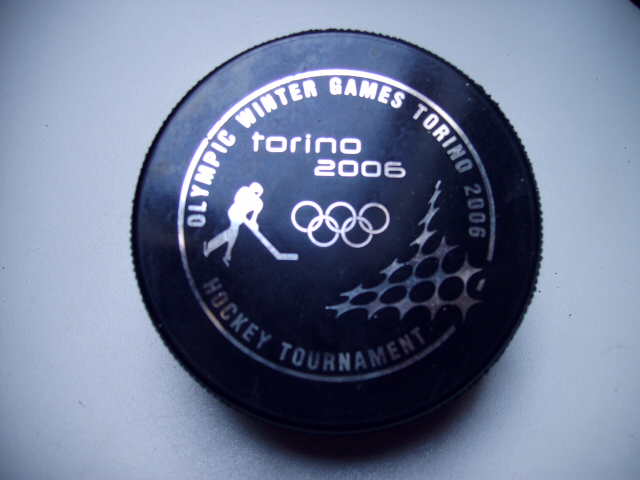 OLYMPIC WINTER GAMES TORINO 2006
torino
2006
HOCKEY TOURNAMENT